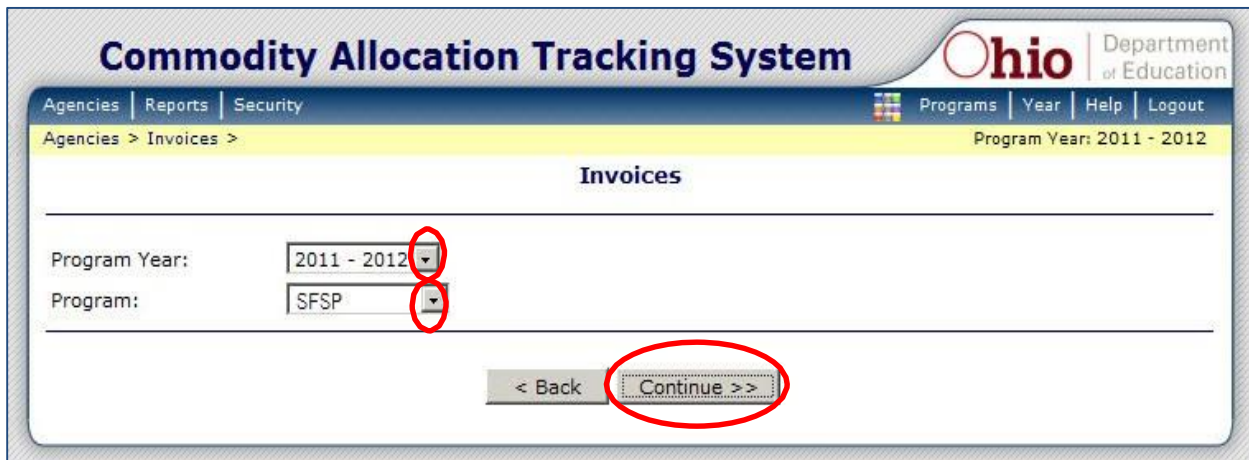 Commodity Allocation Tracking System
Ohio Department of Education
Agencies | Reports | Security Programs | Year | Help | Logout
Agencies > Invoices > Program Year: 2011 - 2012
Invoices
Program Year: 2011 - 2012
Program: SFSP
< Back Continue >>